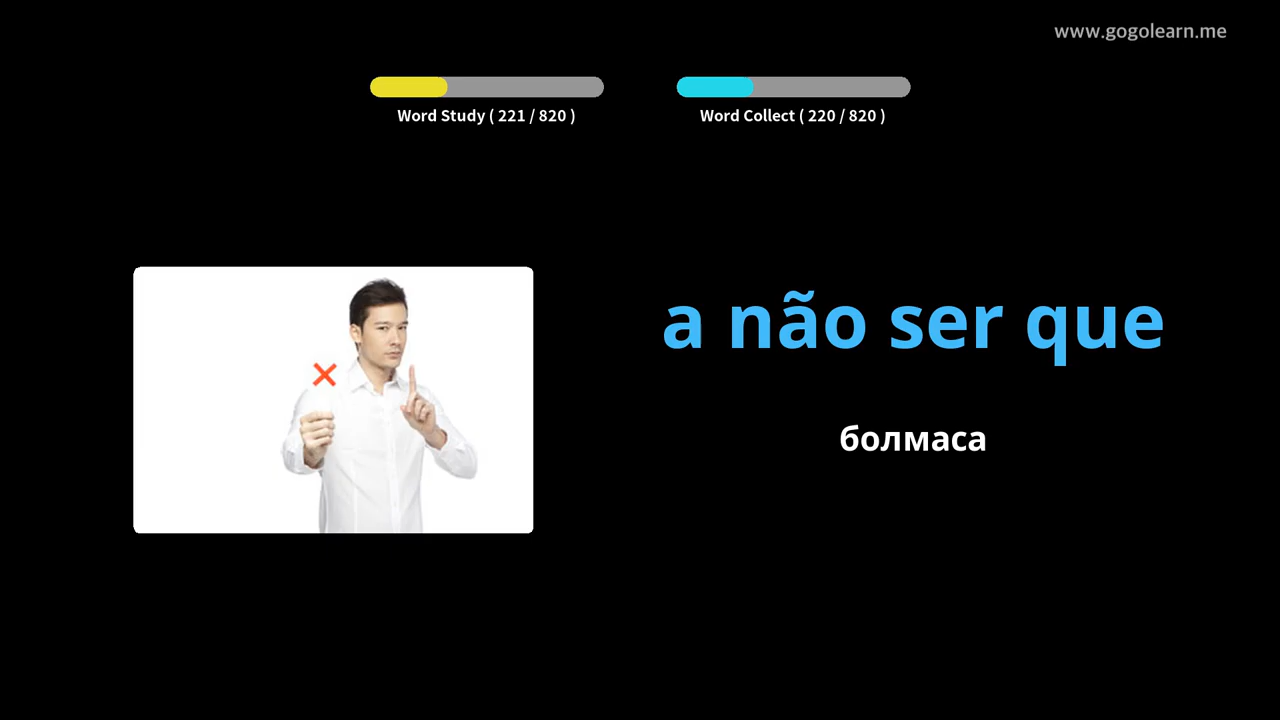 www.gogolearn.me
Word Study ( 221 / 820 )
Word Collect ( 220 / 820 )
a não ser que
болмаса